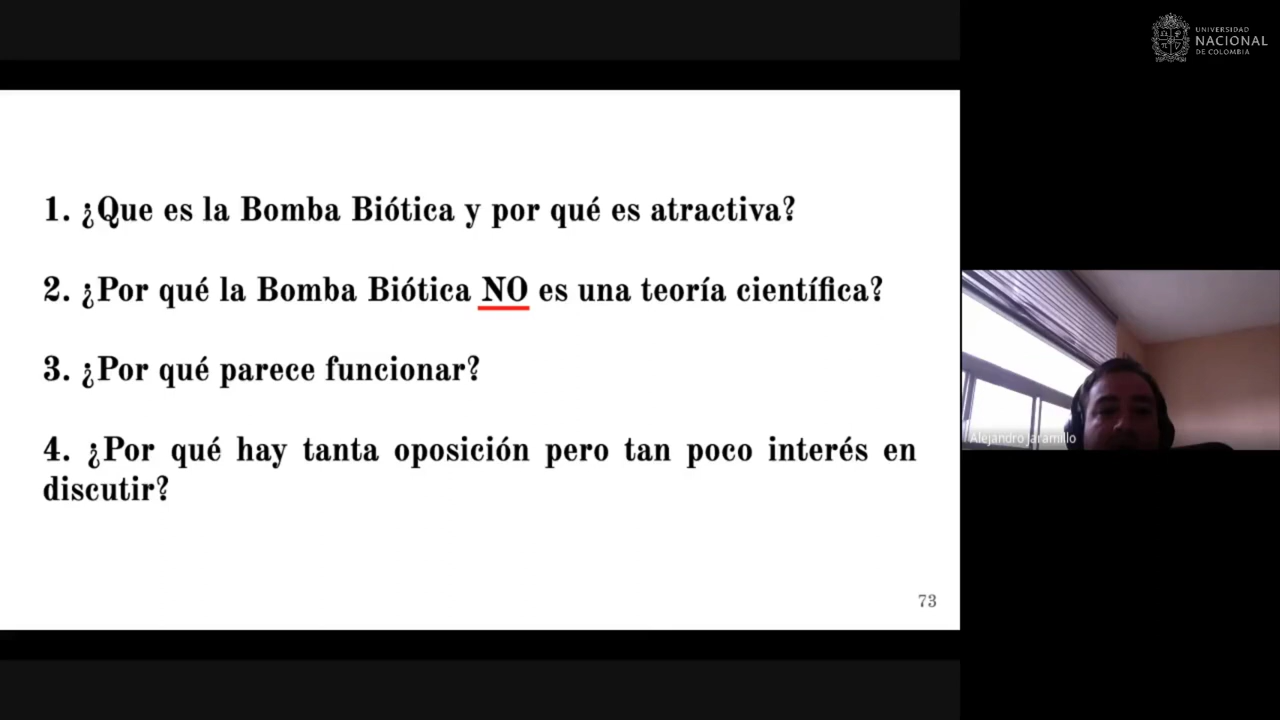 UNIVERSIDAD
NACIONAL
DE COLOMBIA
1. ¿Que es la Bomba Biótica y por qué es atractiva?
2. ¿Por qué la Bomba Biótica NO es una teoría científica?
3. ¿Por qué parece funcionar?
4. ¿Por qué hay tanta oposición pero tan poco interés en
discutir?
73
Alejandro Jaramillo